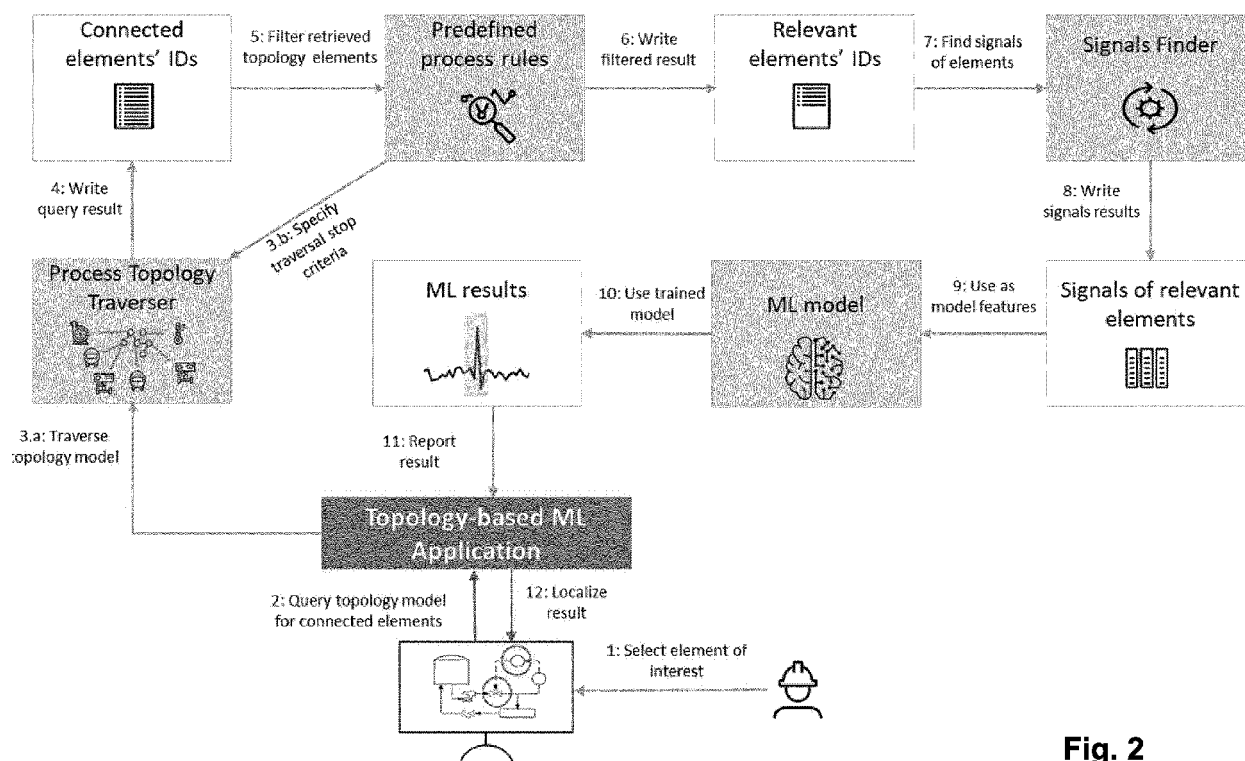 Connected
elements' IDs
5: Filter retrieved
topology elements
Predefined
process rules
6: Write
filtered result
Relevant
elements' IDs
7: Find signals
of elements
Signals Finder
4: Write
query result
3.b: Specify
traversal stop
criteria
8: Write
signals results
Process Topology
Traverser
ML results
10: Use trained
model
ML model
9: Use as
model features
Signals of relevant
elements
3.a: Traverse
topology model
11: Report
result
Topology-based ML
Application
2: Query topology model
for connected elements
12: Localize
result
1: Select element of
interest
Fig. 2